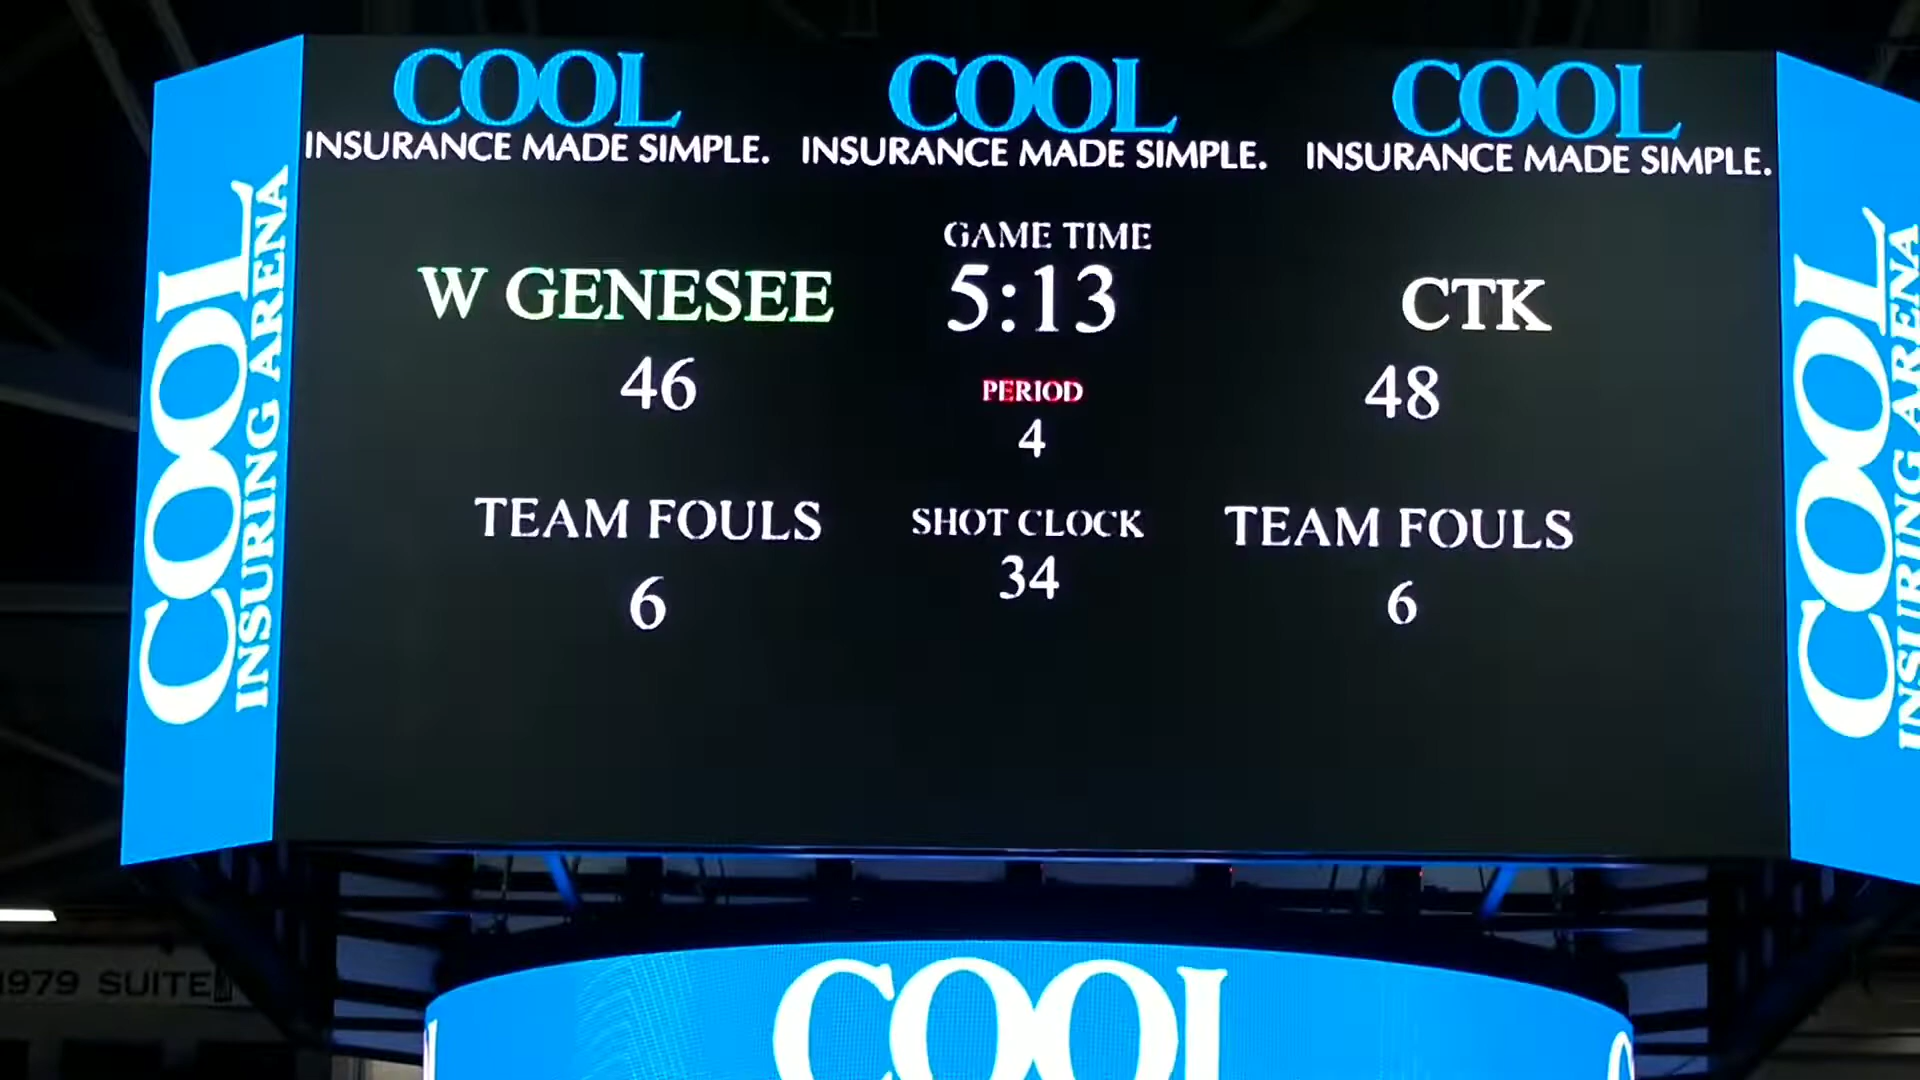 COOL COOL COOL
INSURANCE MADE SIMPLE. INSURANCE MADE SIMPLE. INSURANCE MADE SIMPLE.
GAME TIME
W GENESEE 5:13 CTK
46 PERIOD 48
4
TEAM FOULS SHOT CLOCK TEAM FOULS
6 34 6
COOL
INSURING ARENA
COOL
INSURING ARENA
1979 SUITE
COOL